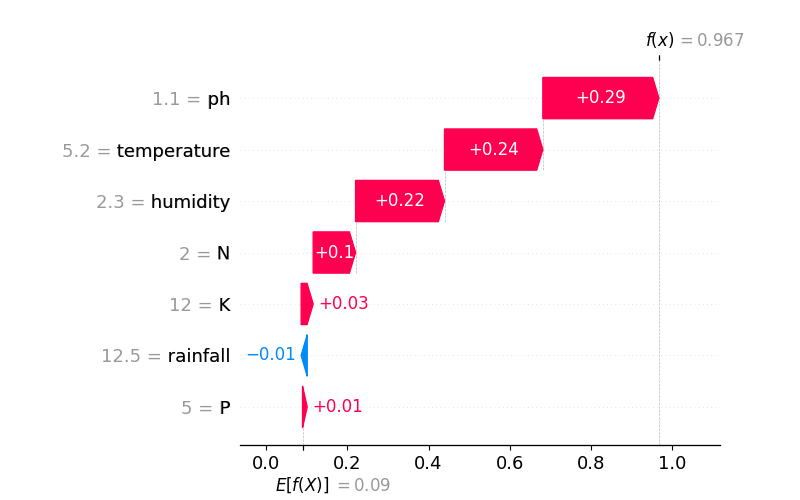 f(x) = 0.967
1.1 = ph
+0.29
5.2 = temperature
+0.24
2.3 = humidity
+0.22
2 = N
+0.1
12 = K
+0.03
12.5 = rainfall
−0.01
5 = P
+0.01
0.0 0.2 0.4 0.6 0.8 1.0
E[f(X)] = 0.09